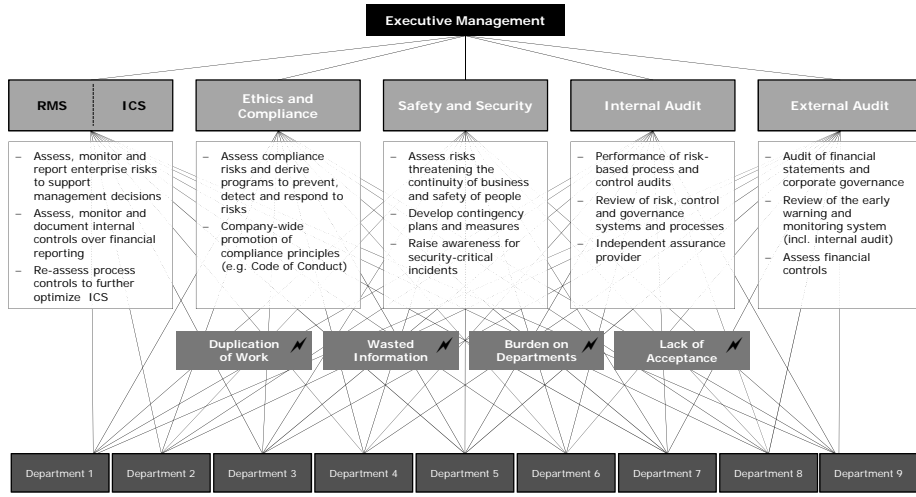 Executive Management
RMS
ICS
Ethics and
Compliance
Safety and Security
Internal Audit
External Audit
– Assess, monitor and
report enterprise risks
to support
management decisions
– Assess, monitor and
document internal
controls over financial
reporting
– Re-assess process
controls to further
optimize ICS
– Assess compliance
risks and derive
programs to prevent,
detect and respond to
risks
– Company-wide
promotion of
compliance principles
(e.g. Code of Conduct)
– Assess risks
threatening the
continuity of business
and safety of people
– Develop contingency
plans and measures
– Raise awareness for
security-critical
incidents
– Performance of risk-
based process and
control audits
– Review of risk, control
and governance
systems and processes
– Independent assurance
provider
– Audit of financial
statements and
corporate governance
– Review of the early
warning and
monitoring system
(incl. internal audit)
– Assess financial
controls
Duplication
of Work
Wasted
Information
Burden on
Departments
Lack of
Acceptance
Department 1
Department 2
Department 3
Department 4
Department 5
Department 6
Department 7
Department 8
Department 9